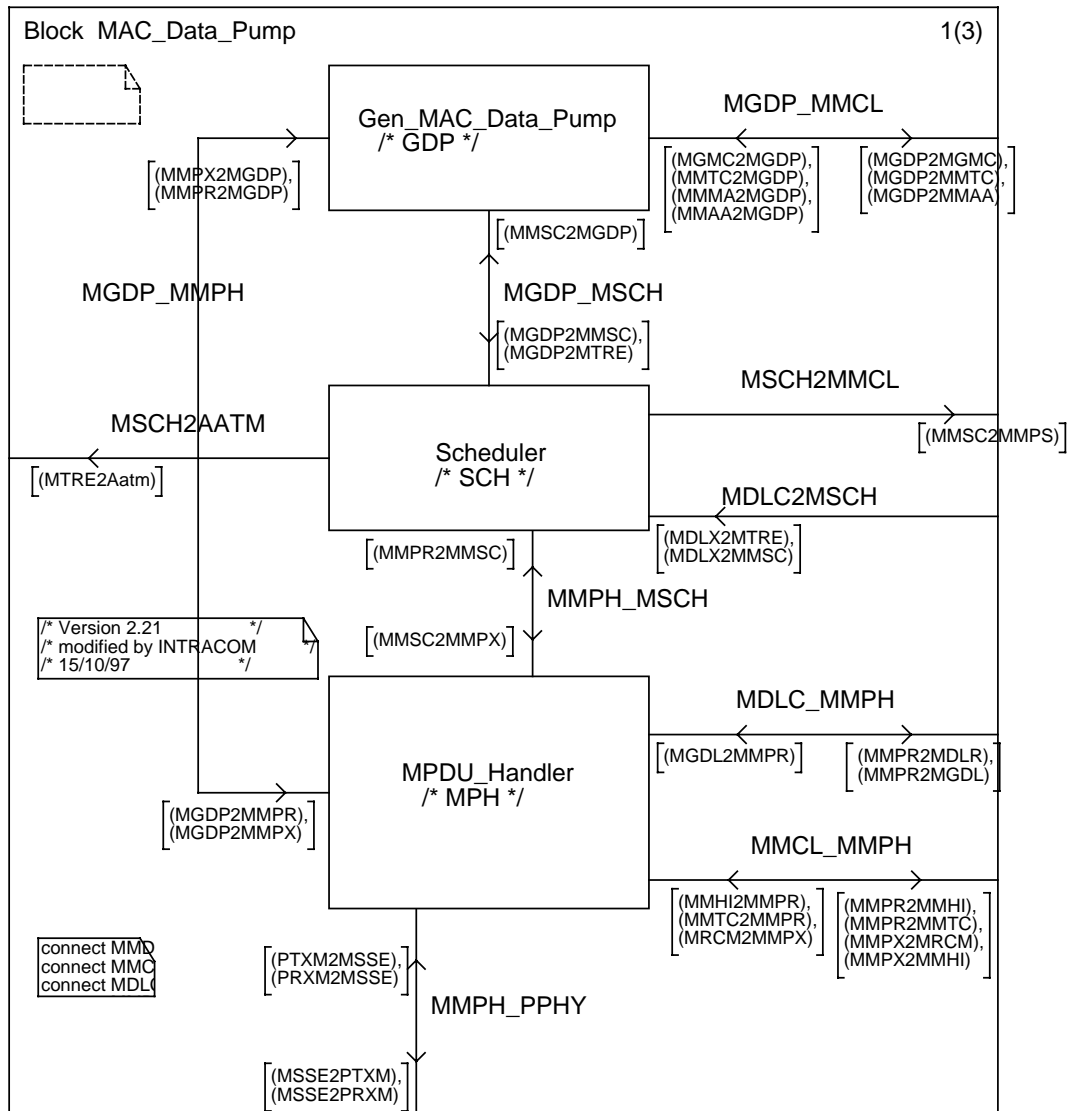 Block MAC_Data_Pump
1(3)
Gen_MAC_Data_Pump
/* GDP */
MGDP_MMCL
(MMPX2MGDP),
(MMPR2MGDP)
(MGMC2MGDP),
(MMTC2MGDP),
(MMMA2MGDP),
(MMAA2MGDP)
(MGDP2MGMC),
(MGDP2MMTC),
(MGDP2MMAA)
(MMSC2MGDP)
MGDP_MMPH
MGDP_MSCH
(MGDP2MMSC),
(MGDP2MTRE)
MSCH2MMCL
MSCH2AATM
(MMSC2MMPS)
Scheduler
/* SCH */
(MTRE2Aatm)
MDLC2MSCH
(MDLX2MTRE),
(MDLX2MMSC)
(MMPR2MMSC)
MMPH_MSCH
/* Version 2.21 */
/* modified by INTRACOM */
/* 15/10/97 */
(MMSC2MMPX)
MDLC_MMPH
(MGDL2MMPR)
(MMPR2MDLR),
(MMPR2MGDL)
MPDU_Handler
/* MPH */
(MGDP2MMPR),
(MGDP2MMPX)
MMCL_MMPH
(MMHI2MMPR),
(MMTC2MMPR),
(MRCM2MMPX)
(MMPR2MMHI),
(MMPR2MMTC),
(MMPX2MRCM),
(MMPX2MMHI)
connect MMD
connect MMC
connect MDL
(PTXM2MSSE),
(PRXM2MSSE)
MMPH_PPHY
(MSSE2PTXM),
(MSSE2PRXM)